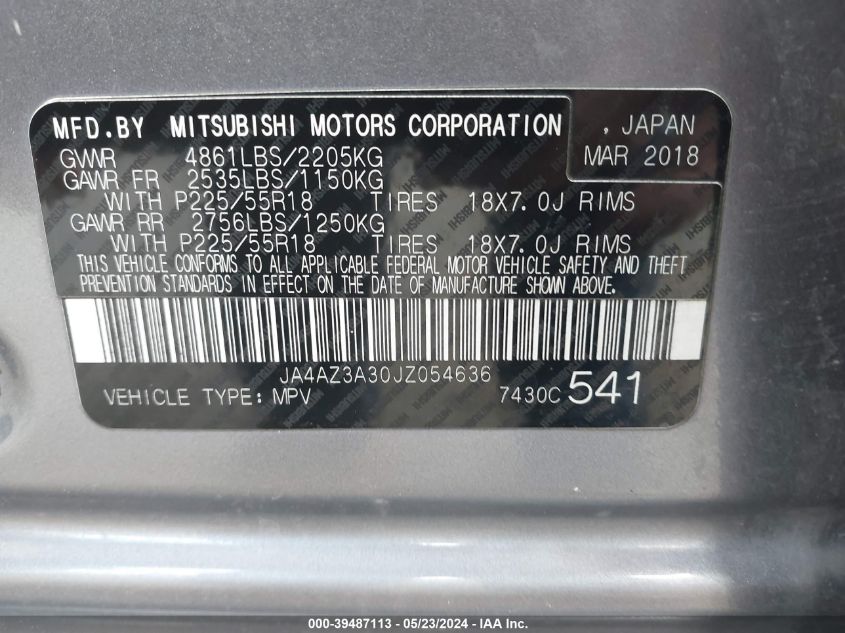 MFD.BY MITSUBISHI MOTORS CORPORATION , JAPAN
GVWR 4861LBS/2205KG MAR 2018
GAWR FR 2535LBS/1150KG
WITH P225/55R18 TIRES 18X7.0J RIMS
GAWR RR 2756LBS/1250KG
WITH P225/55R18 TIRES 18X7.0J RIMS
THIS VEHICLE CONFORMS TO ALL APPLICABLE FEDERAL MOTOR VEHICLE SAFETY AND THEFT
PREVENTION STANDARDS IN EFFECT ON THE DATE OF MANUFACTURE SHOWN ABOVE.
JA4AZ3A30JZ054636
VEHICLE TYPE: MPV 7430C 541
000-39487113 - 05/23/2024 - IAA Inc.